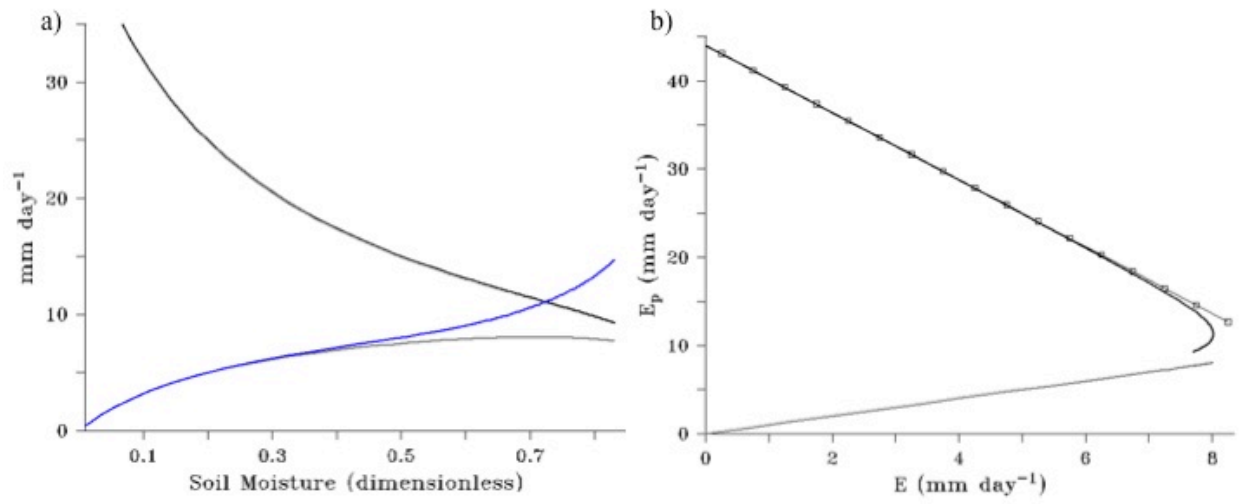 a)
30
20
10
0
mm day⁻¹
0.1 0.3 0.5 0.7
Soil Moisture (dimensionless)
b)
40
30
20
10
0
Eₚ (mm day⁻¹)
0 2 4 6 8
E (mm day⁻¹)